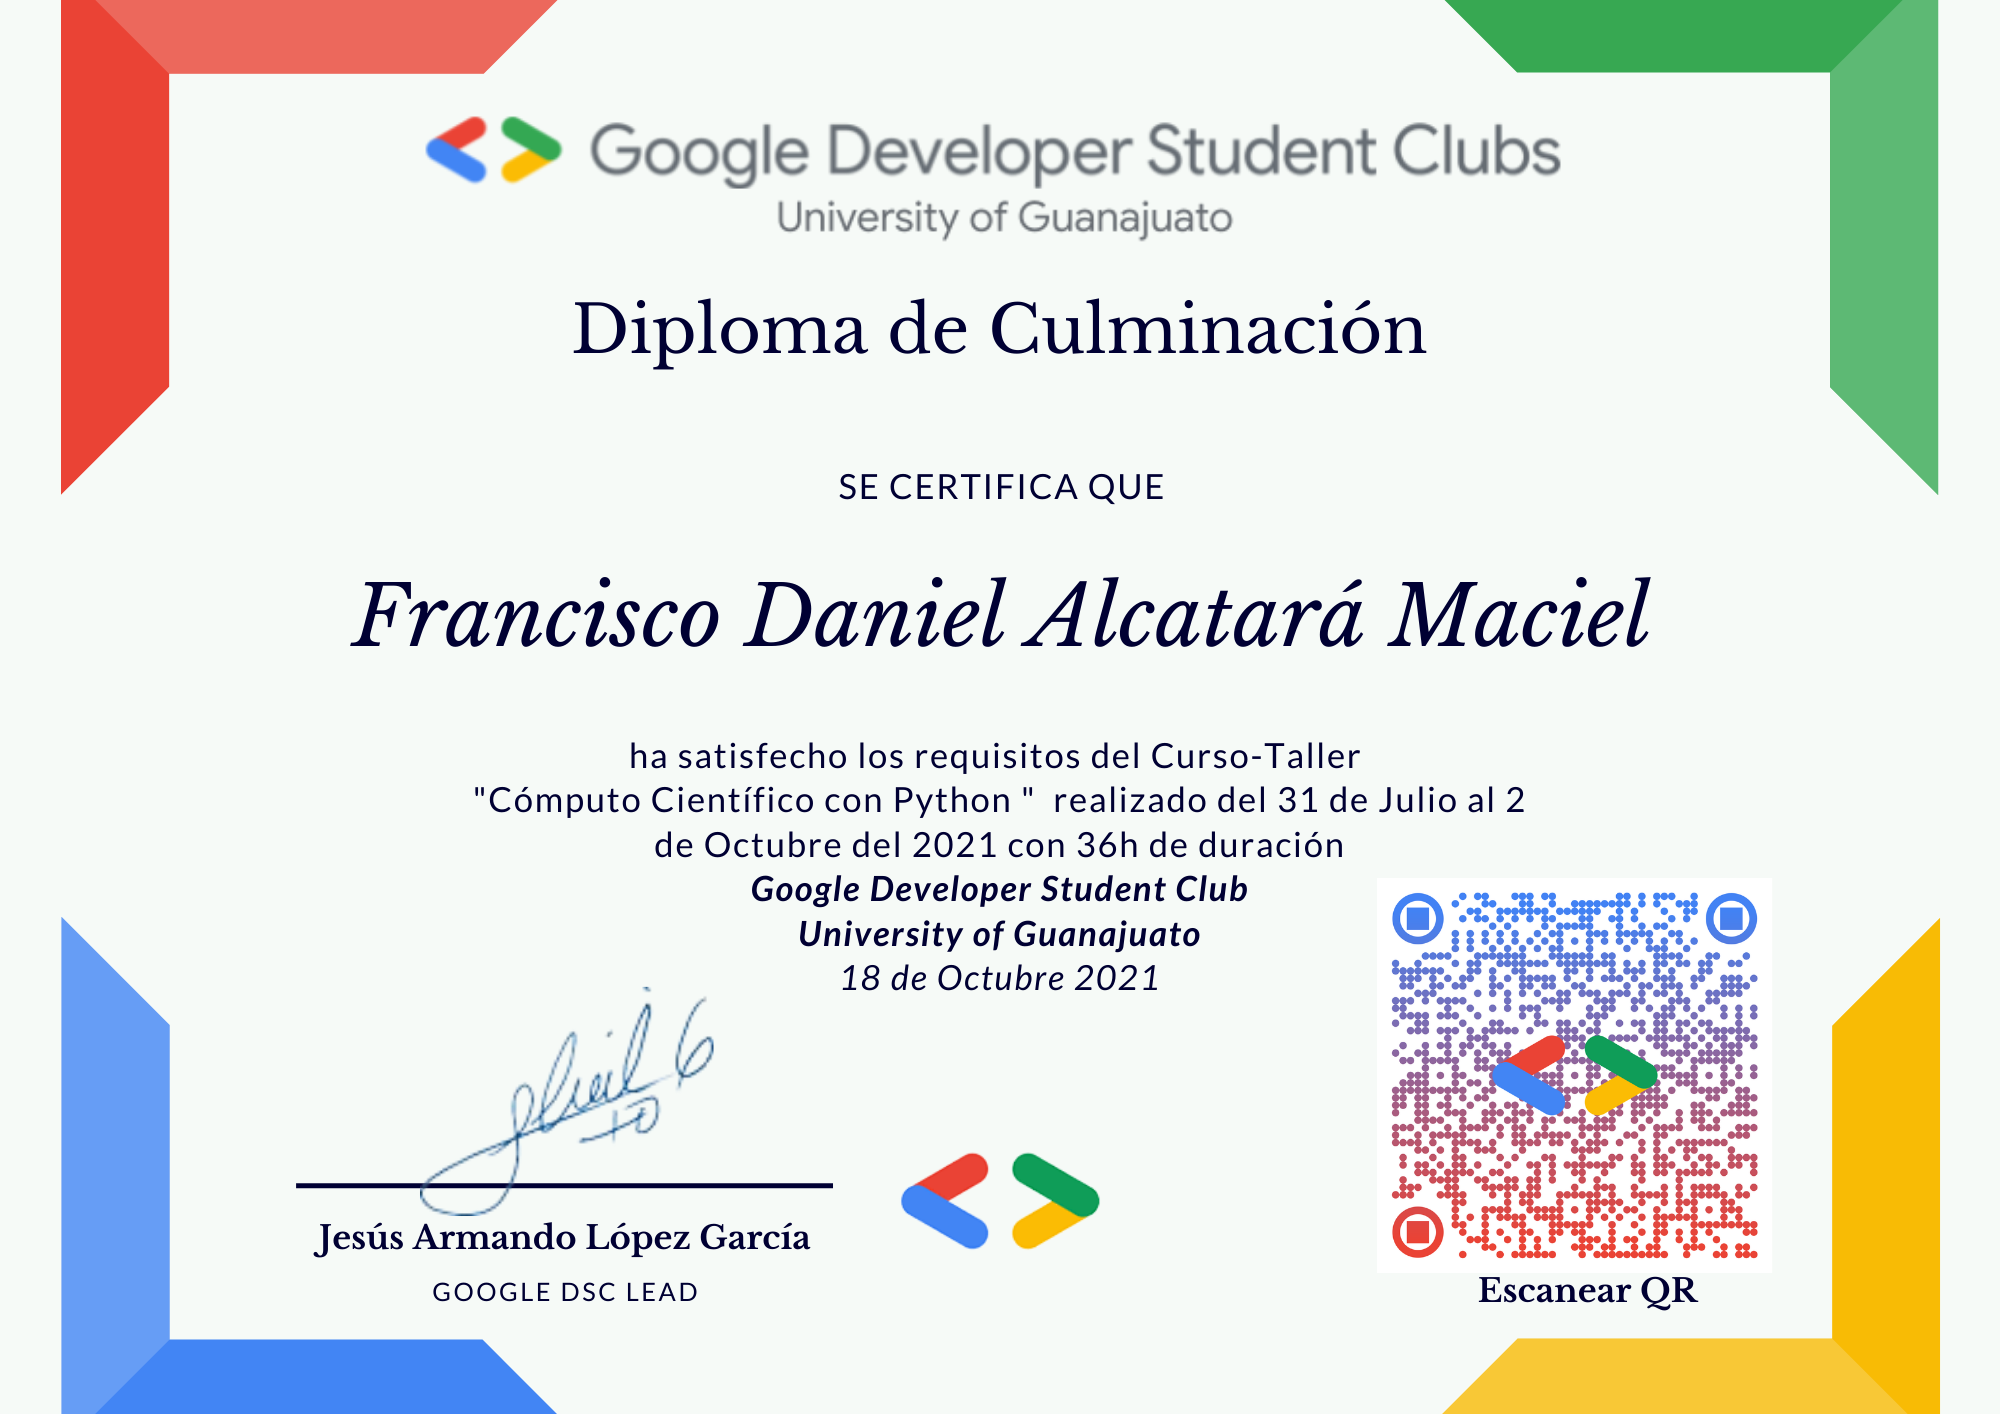 Google Developer Student Clubs
University of Guanajuato
Diploma de Culminación
SE CERTIFICA QUE
Francisco Daniel Alcatará Maciel
ha satisfecho los requisitos del Curso-Taller
"Cómputo Científico con Python " realizado del 31 de Julio al 2
de Octubre del 2021 con 36h de duración
Google Developer Student Club
University of Guanajuato
18 de Octubre 2021
Jesús Armando López García
GOOGLE DSC LEAD
Escanear QR